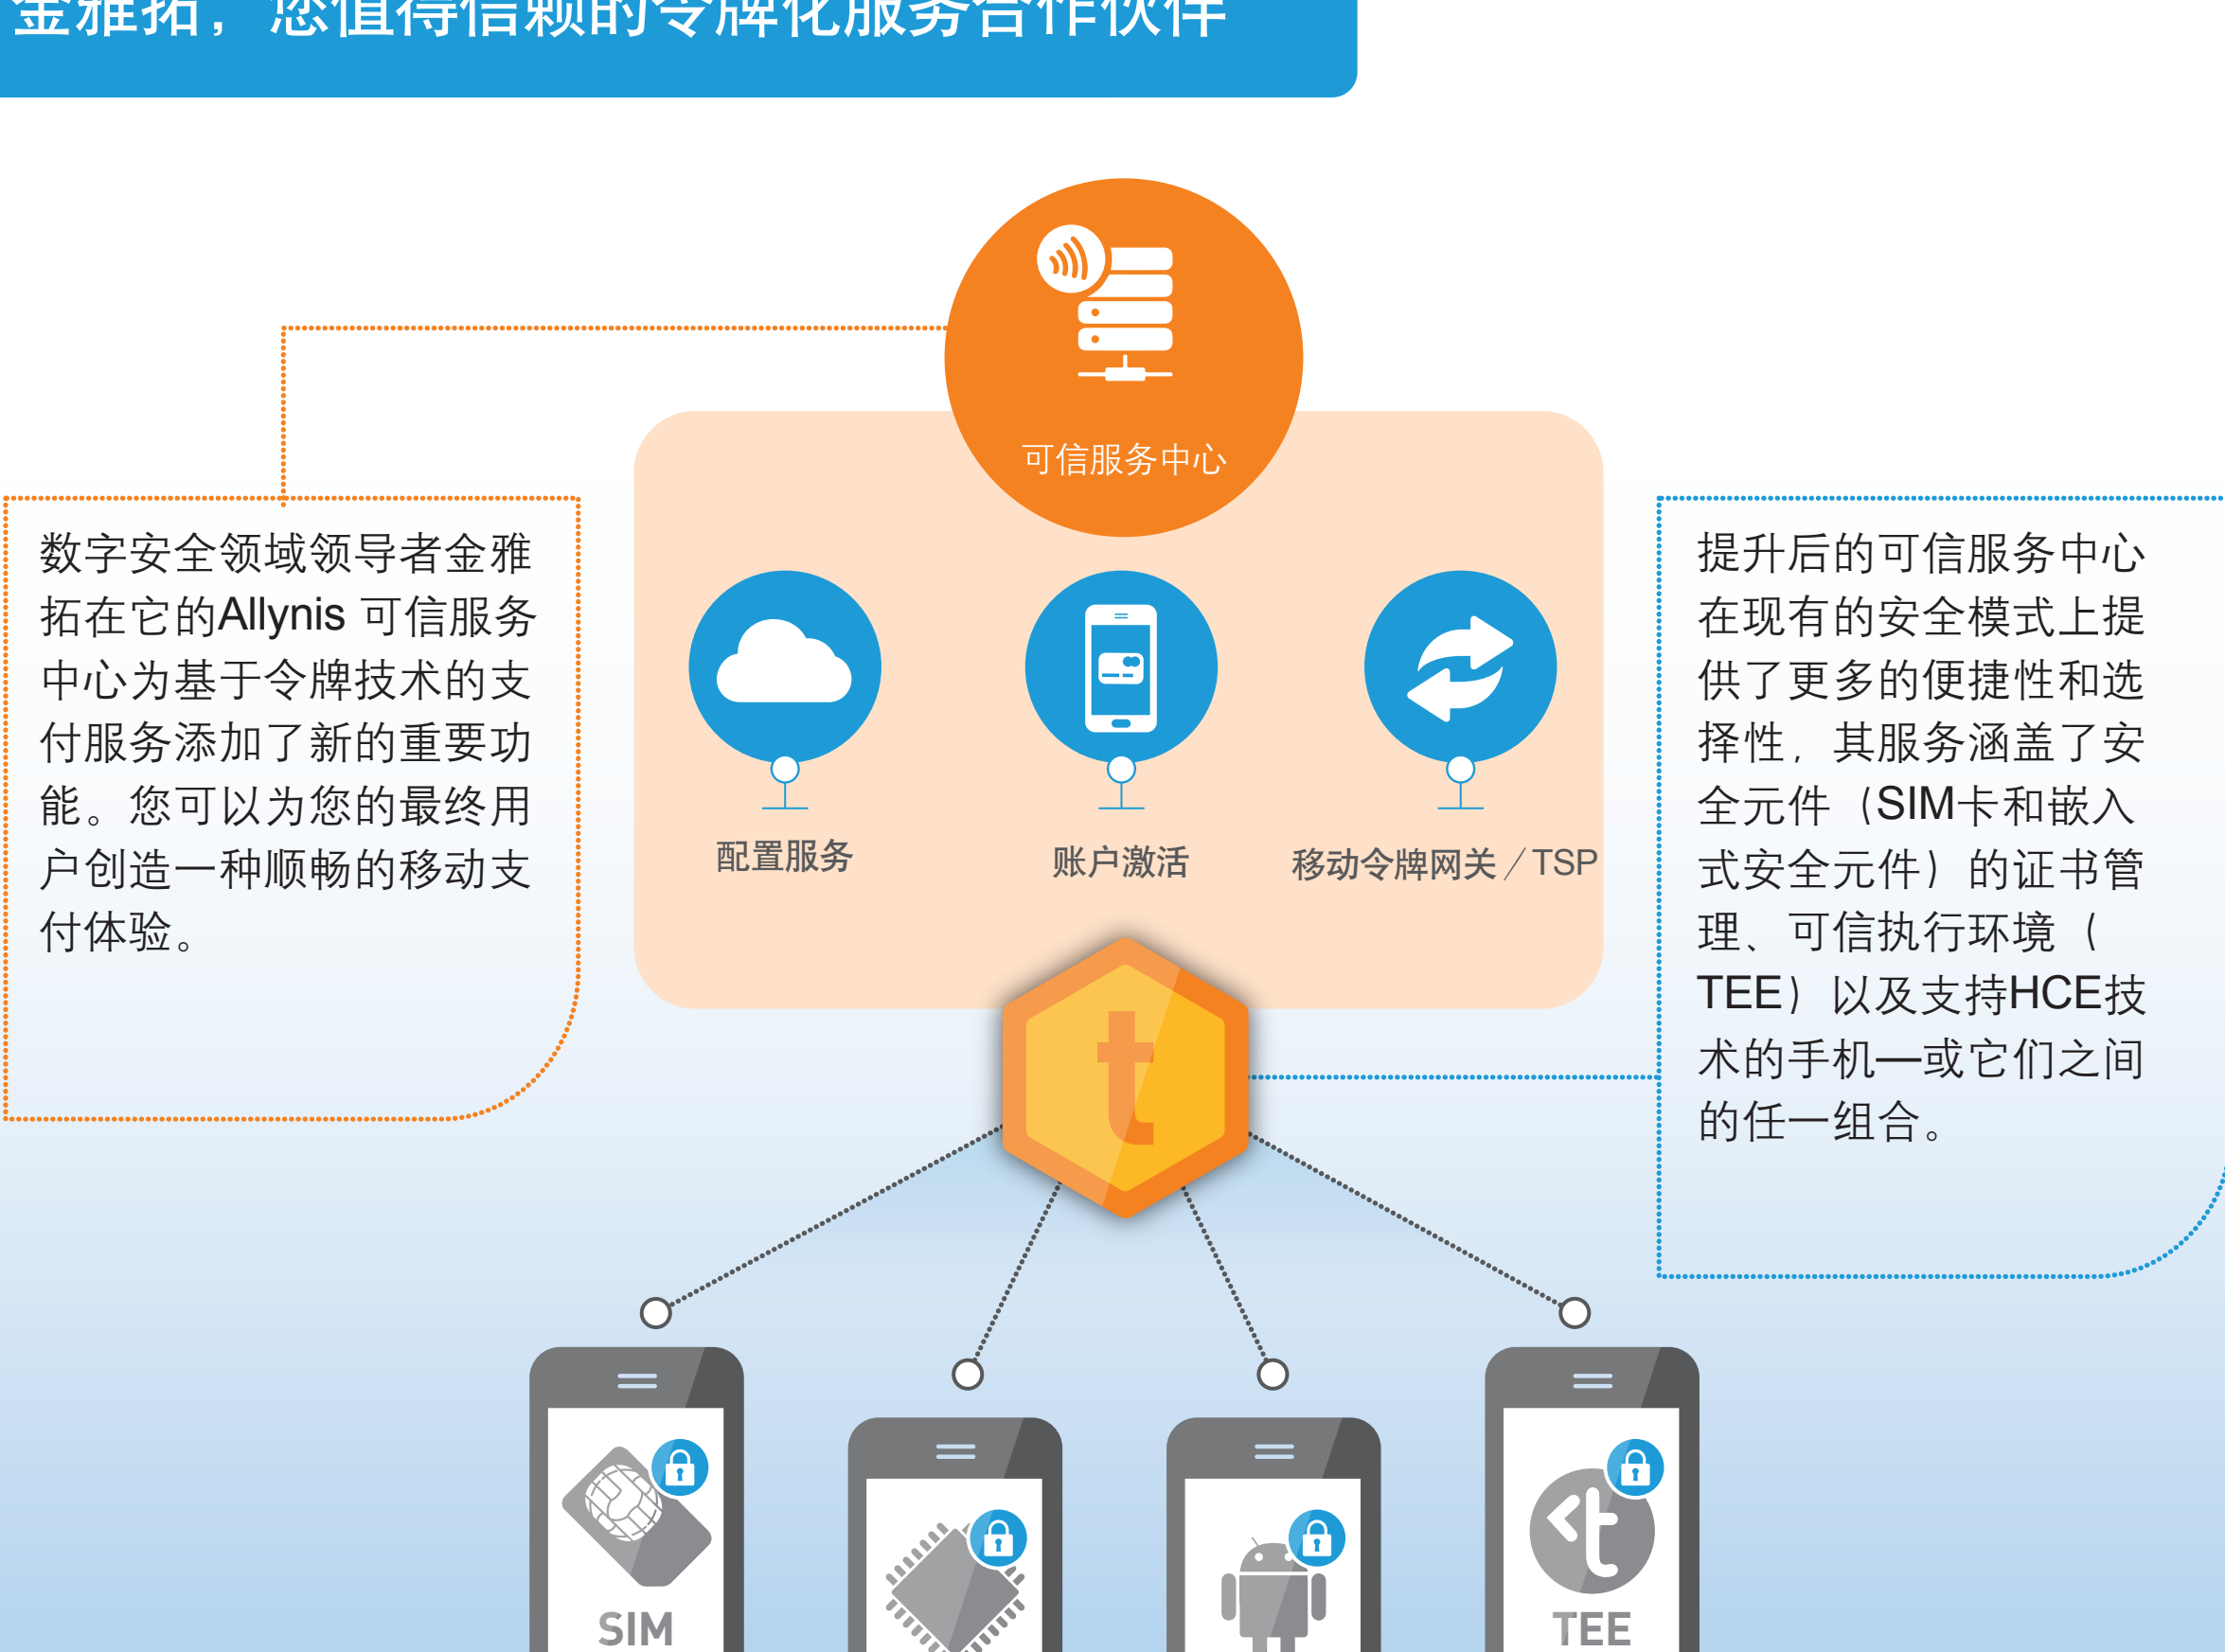 金雅拓，您值得信赖的令牌化服务合作伙伴
可信服务中心
数字安全领域领导者金雅
拓在它的Allynis 可信服务
中心为基于令牌技术的支
付服务添加了新的重要功
能。您可以为您的最终用
户创造一种顺畅的移动支
付体验。
配置服务
账户激活
移动令牌网关／TSP
提升后的可信服务中心
在现有的安全模式上提
供了更多的便捷性和选
择性，其服务涵盖了安
全元件（SIM卡和嵌入
式安全元件）的证书管
理、可信执行环境（
TEE）以及支持HCE技
术的手机—或它们之间
的任一组合。
t
SIM
t
TEE